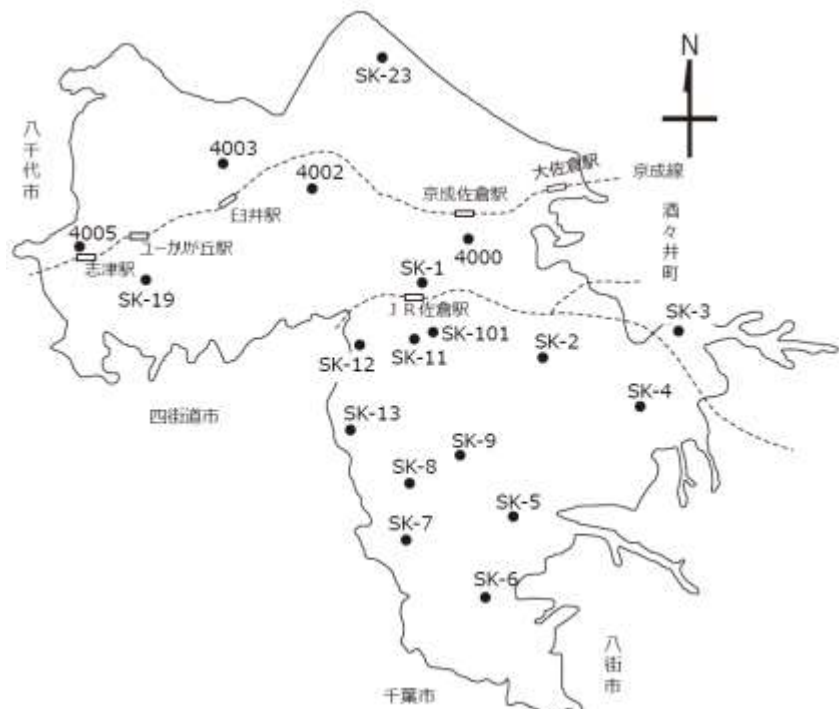 N
SK-23
八千代市
4003
4002
臼井駅
京成佐倉駅
大佐倉駅
京成線
酒々井町
4005
ユーカリが丘駅
志津駅
4000
SK-19
SK-1
JR佐倉駅
SK-3
SK-101
SK-11
SK-12
SK-2
SK-4
四街道市
SK-13
SK-9
SK-8
SK-5
SK-7
SK-6
八街市
千葉市